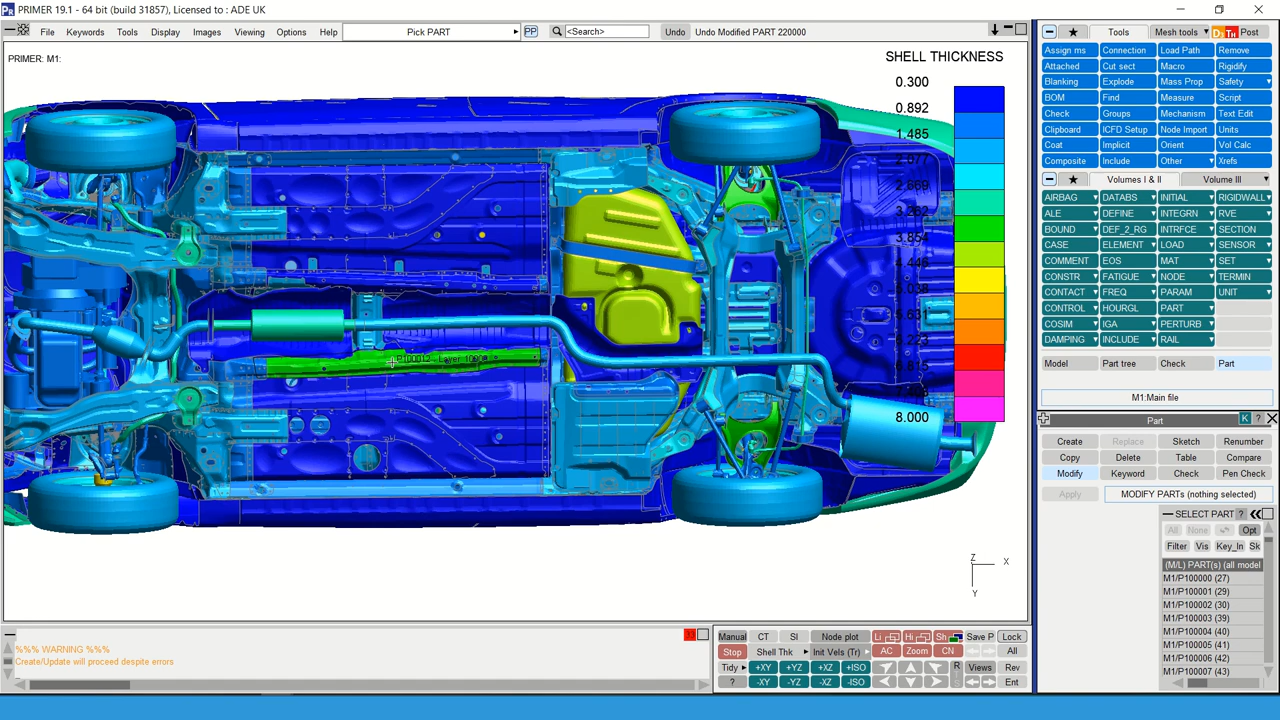 PRIMER 19.1 - 64 bit (build 31857), Licensed to : ADE UK
File Keywords Tools Display Images Viewing Options Help Pick PART PP <Search> Undo Undo Modified PART 220000
PRIMER: M1:
SHELL THICKNESS
0.300
0.892
1.485
2.669
3.262
4.446
5.038
5.631
6.223
6.815
8.000
Z
X
Y
Tools Mesh tools Post
Assign ms Connection Load Path Remove
Attached Cut sect Macro Rigidify
Blanking Explode Mass Prop Safety
BOM Find Measure Script
Check Groups Mechanism Text Edit
Clipboard ICFD Setup Node Import Units
Coat Implicit Orient Vol Calc
Composite Include Other Xrefs
Volumes I & II Volume III
AIRBAG DATABS INITIAL RIGIDWALL
ALE DEFINE INTEGRN RVE
BOUND DEF_2_RG INTRFCE SECTION
CASE ELEMENT LOAD SENSOR
COMMENT EOS MAT SET
CONSTR FATIGUE NODE TERMIN
CONTACT FREQ PARAM UNIT
CONTROL HOURGL PART
COSIM IGA PERTURB
DAMPING INCLUDE RAIL
Model Part tree Check Part
M1:Main file
Part K ?
Create Replace Sketch Renumber
Copy Delete Table Compare
Modify Keyword Check Pen Check
Apply MODIFY PARTs (nothing selected)
SELECT PART ?
All None Opt
Filter Vis Key_In Sk
(M/L) PART(s) (all model
M1/P100000 (27)
M1/P100001 (29)
M1/P100002 (30)
M1/P100003 (39)
M1/P100004 (40)
M1/P100005 (41)
M1/P100006 (42)
M1/P100007 (43)
%%% WARNING %%%
Create/Update will proceed despite errors
Manual CT SI Node plot Li Hi Sh Save P Lock
Stop Shell Thk Init Vels (Tr) AC Zoom CN All
Tidy +XY +YZ +XZ +ISO R Views Rev
? -XY -YZ -XZ -ISO Ent